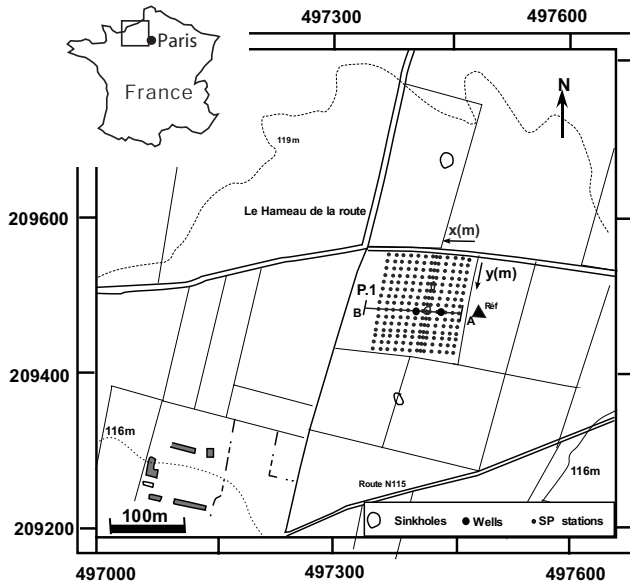 497300
497600
Paris
France
N
119m
209600
Le Hameau de la route
x(m)
y(m)
P.1
B
A
Réf
209400
116m
Route N115
116m
100m
Sinkholes
Wells
SP stations
209200
497000
497300
497600